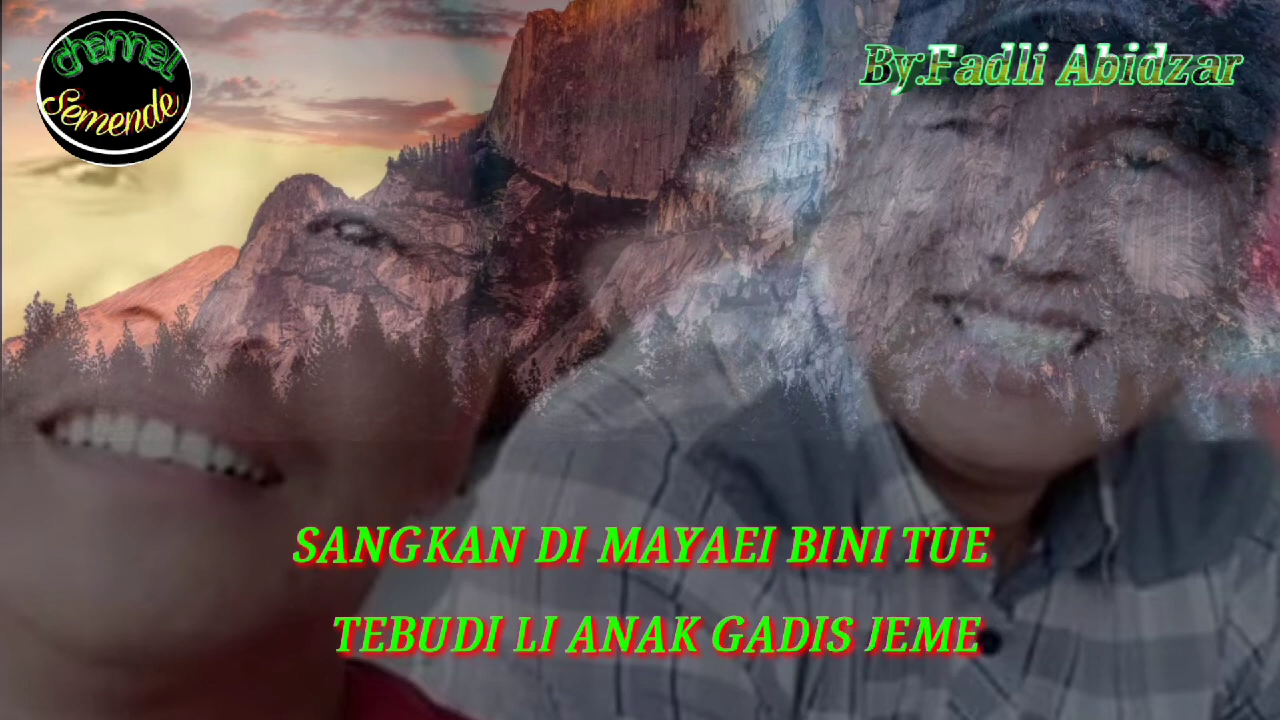 channel
Semende
By.Fadli Abidzar
SANGKAN DI MAYAEI BINI TUE
TEBUDI LI ANAK GADIS JEME